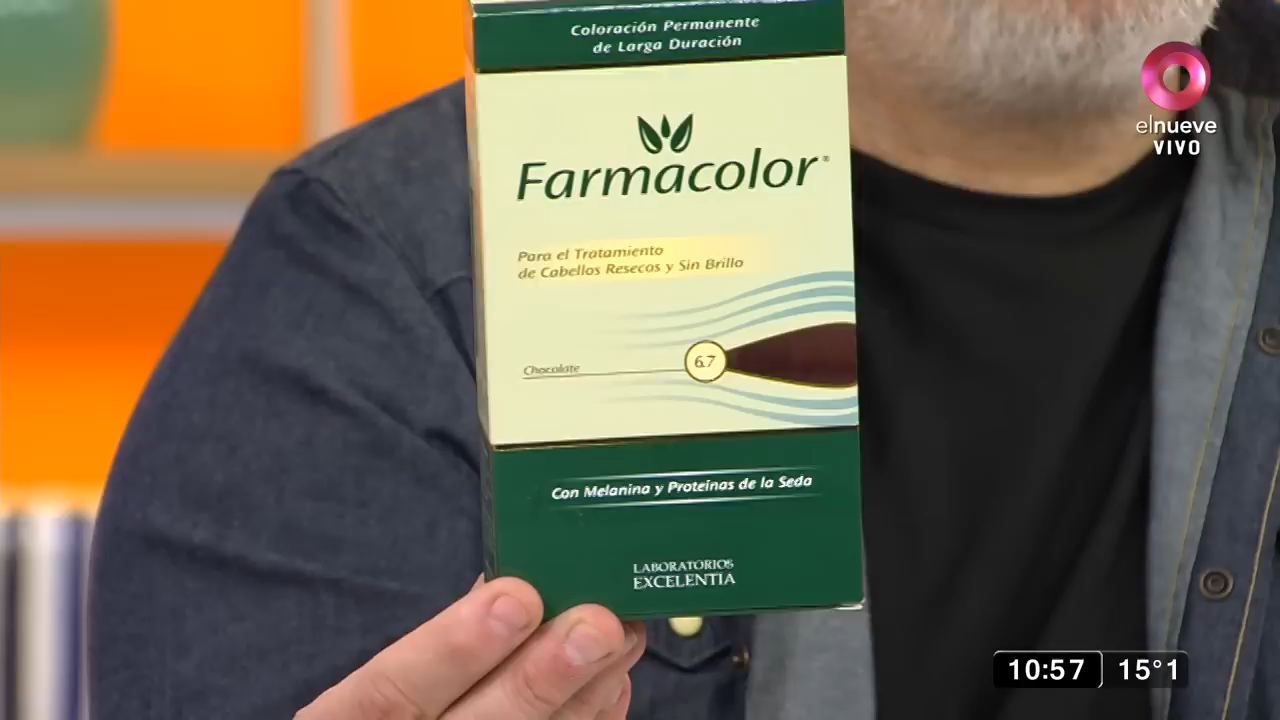 Coloración Permanente
de Larga Duración
Farmacolor®
Para el Tratamiento
de Cabellos Resecos y Sin Brillo
Chocolate
6.7
Con Melanina y Proteínas de la Seda
LABORATORIOS
EXCELENTIA
elnueve
VIVO
10:57 15°1